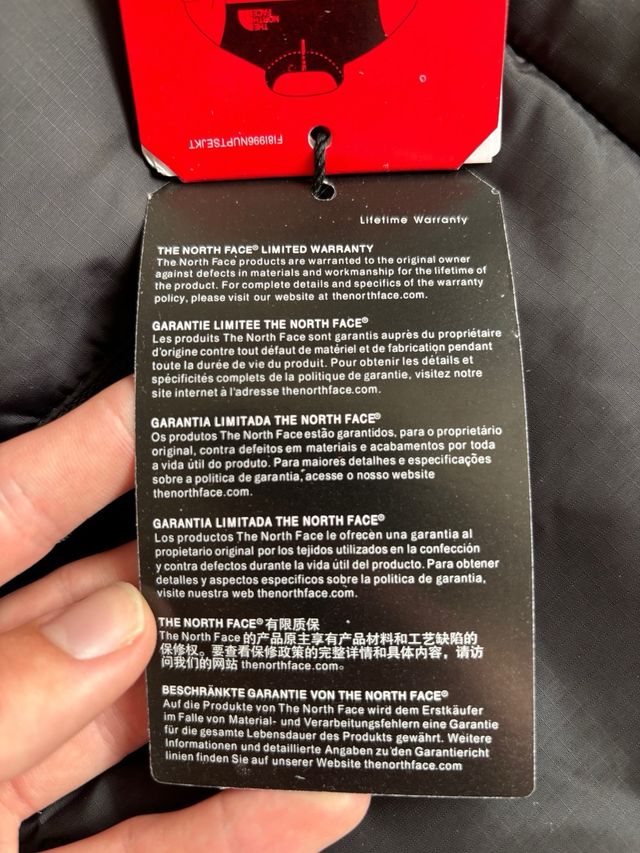 THE
NORTH
FACE
FI8I996NUPTSEJKT
Lifetime Warranty
THE NORTH FACE® LIMITED WARRANTY
The North Face products are warranted to the original owner
against defects in materials and workmanship for the lifetime of
the product. For complete details and specifics of the warranty
policy, please visit our website at thenorthface.com.
GARANTIE LIMITEE THE NORTH FACE®
Les produits The North Face sont garantis auprès du propriétaire
d'origine contre tout défaut de matériel et de fabrication pendant
toute la durée de vie du produit. Pour obtenir les détails et
spécificités complets de la politique de garantie, visitez notre
site internet à l'adresse thenorthface.com.
GARANTIA LIMITADA THE NORTH FACE®
Os produtos The North Face estão garantidos, para o proprietário
original, contra defeitos em materiais e acabamentos por toda
a vida útil do produto. Para maiores detalhes e especificações
sobre a politica de garantia, acesse o nosso website
thenorthface.com.
GARANTIA LIMITADA THE NORTH FACE®
Los productos The North Face le ofrecèn una garantia al
propietario original por los tejidos utilizados en la confección
y contra defectos durante la vida útil del producto. Para obtener
detalles y aspectos especificos sobre la politica de garantia,
visite nuestra web thenorthface.com.
THE NORTH FACE® 有限质保
The North Face 的产品原主享有产品材料和工艺缺陷的
保修权。要查看保修政策的完整详情和具体内容，请访
问我们的网站 thenorthface.com。
BESCHRÄNKTE GARANTIE VON THE NORTH FACE®
Auf die Produkte von The North Face wird dem Erstkäufer
im Falle von Material- und Verarbeitungsfehlern eine Garantie
für die gesamte Lebensdauer des Produkts gewährt. Weitere
Informationen und detaillierte Angaben zu den Garantiericht
linien finden Sie auf unserer Website thenorthface.com